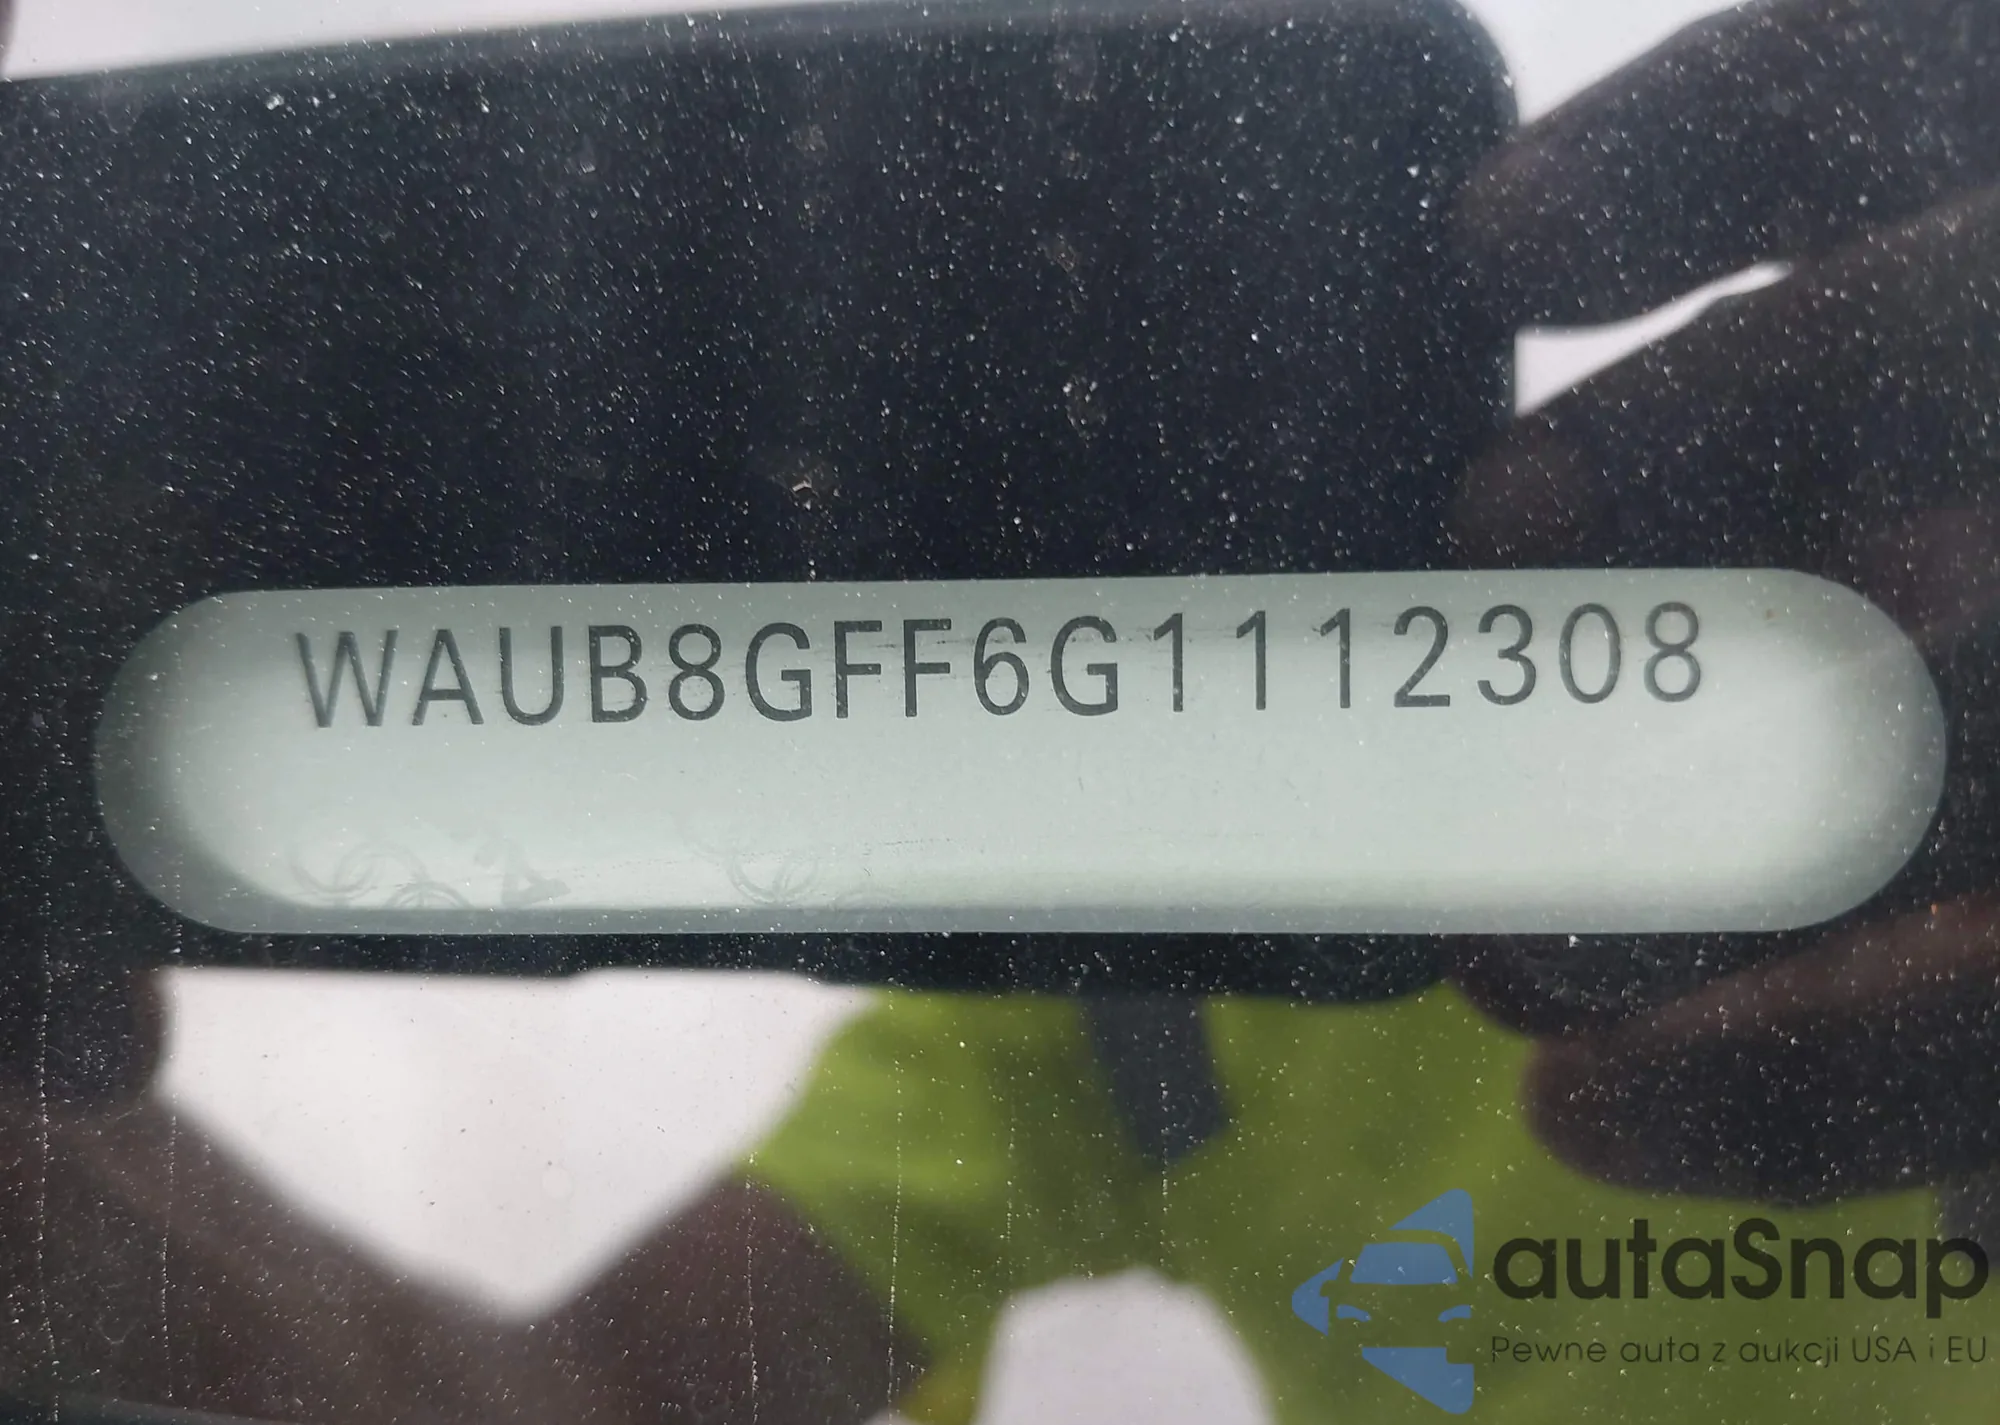 WAUB8GFF6G1112308
autaSnap
Pewne auta z aukcji USA i EU